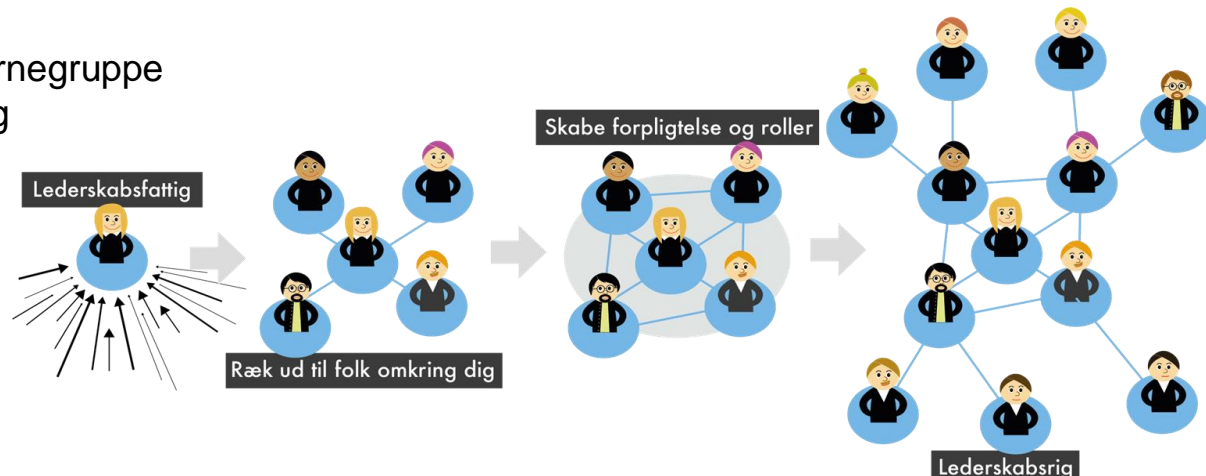 rnegruppe
g
Lederskabsfattig
Ræk ud til folk omkring dig
Skabe forpligtelse og roller
Lederskabsrig